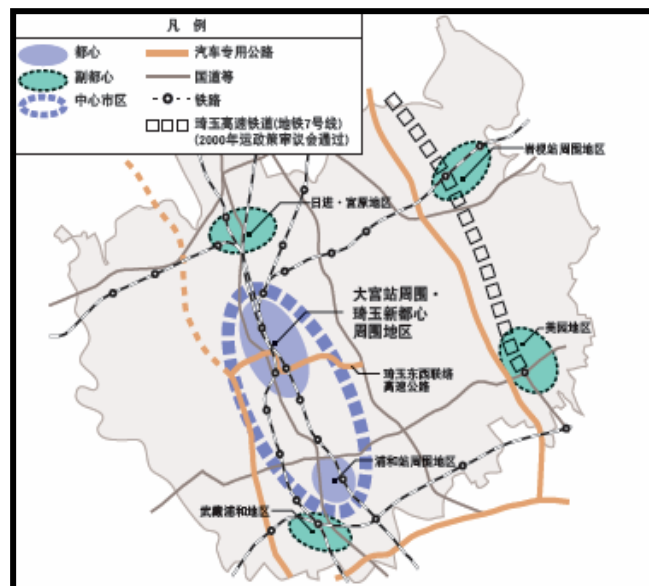 凡 例
都心
副都心
中心市区
汽车专用公路
国道等
铁路
琦玉高速铁道(地铁7号线)
(2000年运政策审议会通过)
岩槻站周围地区
日进·宫原地区
大宫站周围·
琦玉新都心
周围地区
美园地区
琦玉东西联络
高速公路
浦和站周围地区
武藏浦和地区